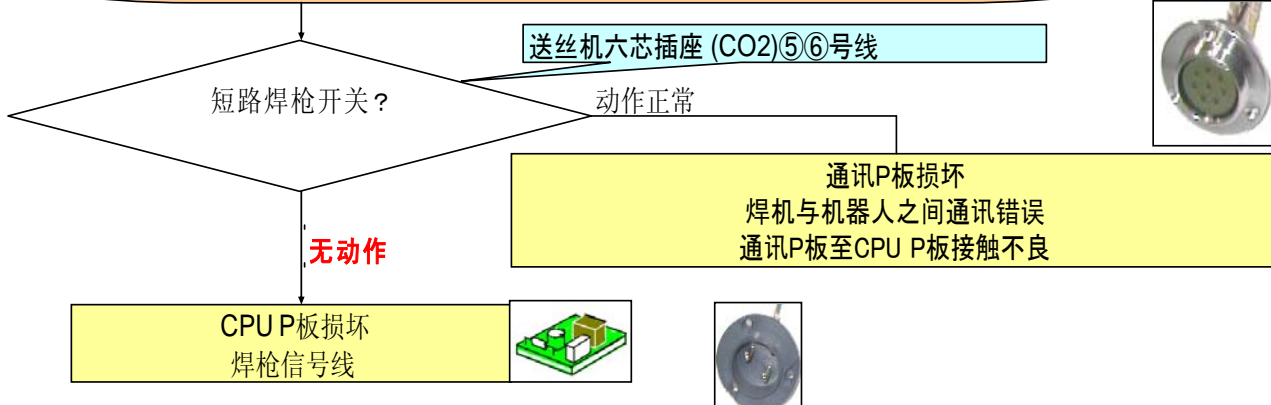 送丝机六芯插座 (CO2)⑤⑥号线
短路焊枪开关?
动作正常
通讯P板损坏
焊机与机器人之间通讯错误
通讯P板至CPU P板接触不良
无动作
CPU P板损坏
焊枪信号线